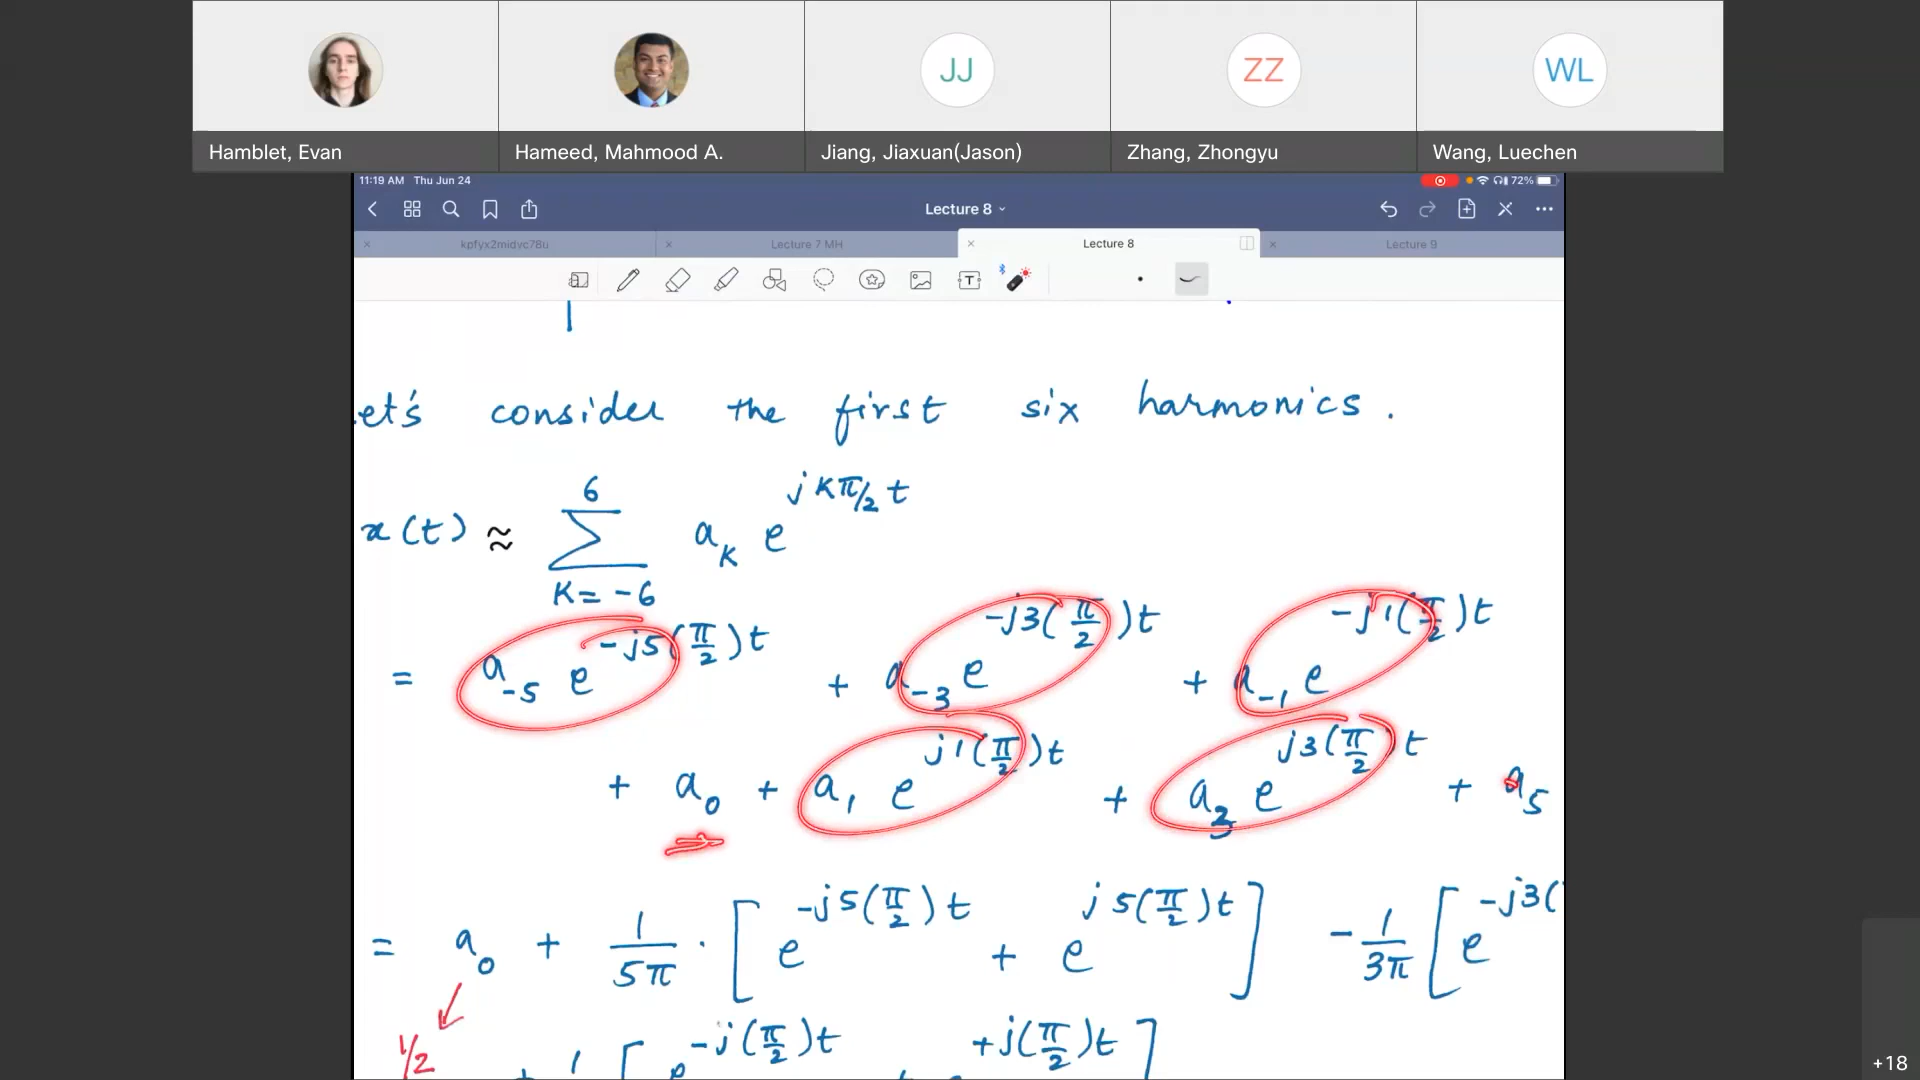 JJ
ZZ
WL
Hamblet, Evan
Hameed, Mahmood A.
Jiang, Jiaxuan(Jason)
Zhang, Zhongyu
Wang, Luechen
11:19 AM Thu Jun 24
72%
Lecture 8
kpfyx2midvc78u
Lecture 7 MH
Lecture 8
Lecture 9
et's consider the first six harmonics.
x(t) ≈ ∑_{K=-6}^{6} a_K e^{jKπ/2 t}
= a_{-5} e^{-j5(π/2)t} + a_{-3} e^{-j3(π/2)t} + a_{-1} e^{-j1(π/2)t}
+ a_0 + a_1 e^{j1(π/2)t} + a_3 e^{j3(π/2)t} + a_5
= a_0 + 1/5π · [ e^{-j5(π/2)t} + e^{j5(π/2)t} ] - 1/3π [ e^{-j3(
1/2
e^{-j(π/2)t} e^{+j(π/2)t} ]
+18